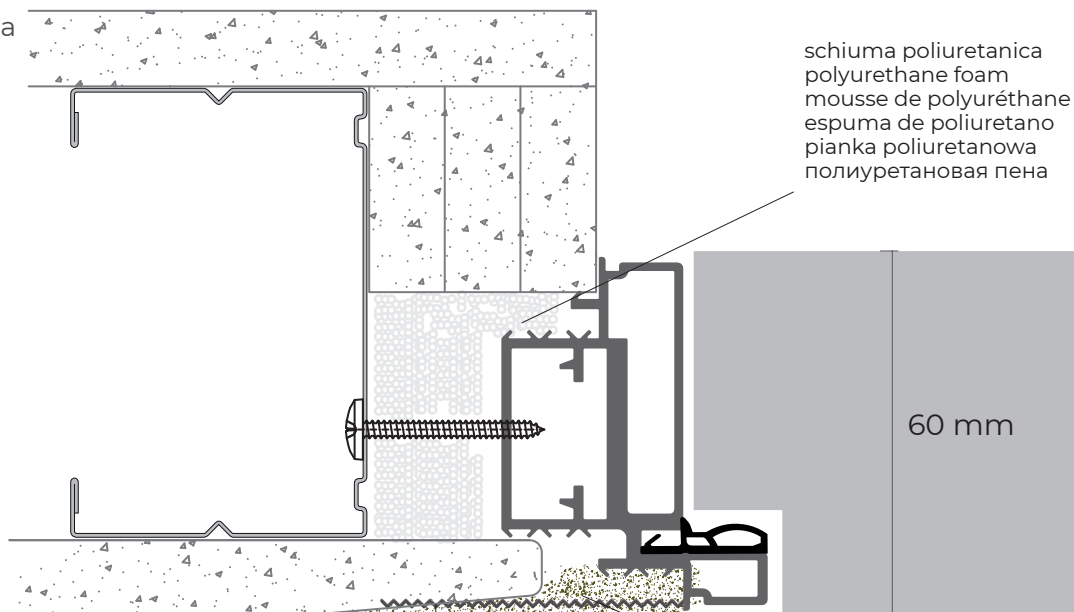 a
schiuma poliuretanica
polyurethane foam
mousse de polyuréthane
espuma de poliuretano
pianka poliuretanowa
полиуретановая пена
60 mm